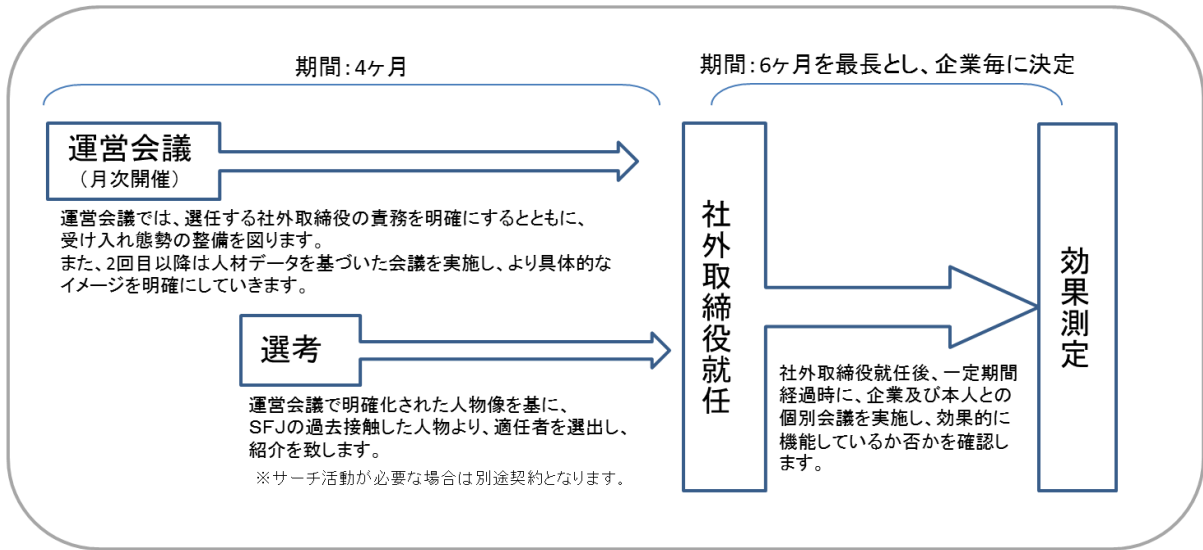 期間：4ヶ月
期間：6ヶ月を最長とし、企業毎に決定
運営会議
（月次開催）
運営会議では、選任する社外取締役の責務を明確にするとともに、
受け入れ態勢の整備を図ります。
また、2回目以降は人材データを基づいた会議を実施し、より具体的な
イメージを明確にしていきます。
選考
運営会議で明確化された人物像を基に、
ＳＦＪの過去接触した人物より、適任者を選出し、
紹介を致します。
※サーチ活動が必要な場合は別途契約となります。
社外取締役就任
社外取締役就任後、一定期間
経過時に、企業及び本人との
個別会議を実施し、効果的に
機能しているか否かを確認し
ます。
効果測定